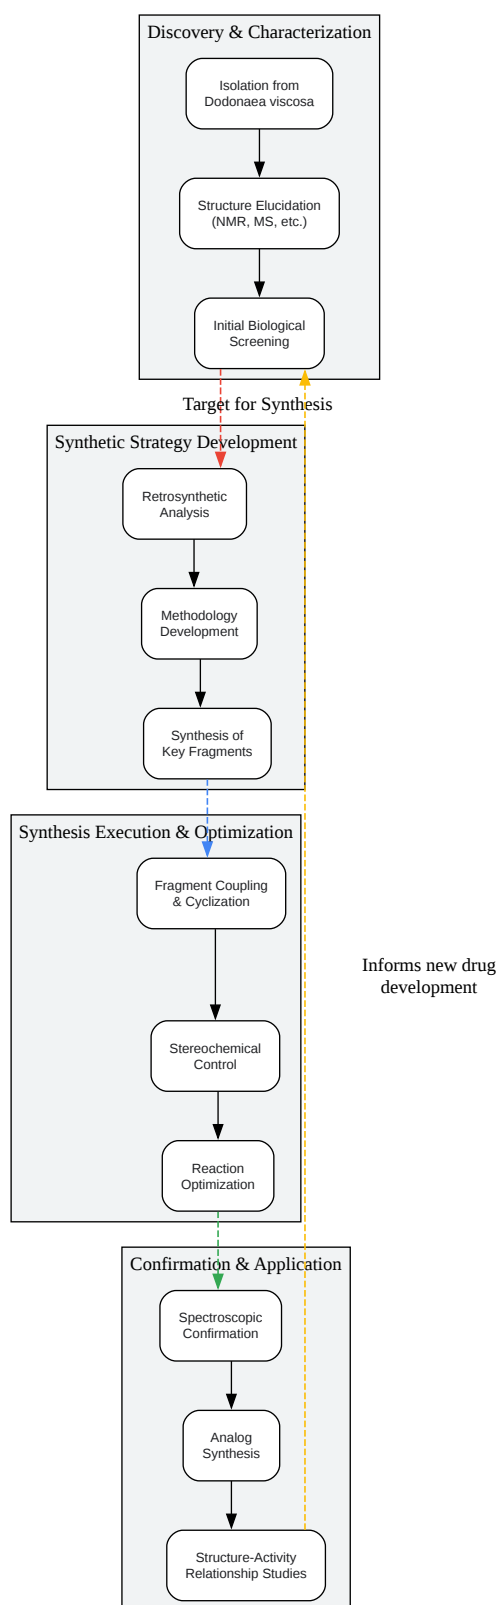 Discovery & Characterization
Isolation from
Dodonaea viscosa
Structure Elucidation
(NMR, MS, etc.)
Initial Biological
Screening
Target for Synthesis
Synthetic Strategy Development
Retrosynthetic
Analysis
Methodology
Development
Synthesis of
Key Fragments
Synthesis Execution & Optimization
Fragment Coupling
& Cyclization
Informs new drug
development
Stereochemical
Control
Reaction
Optimization
Confirmation & Application
Spectroscopic
Confirmation
Analog
Synthesis
Structure-Activity
Relationship Studies